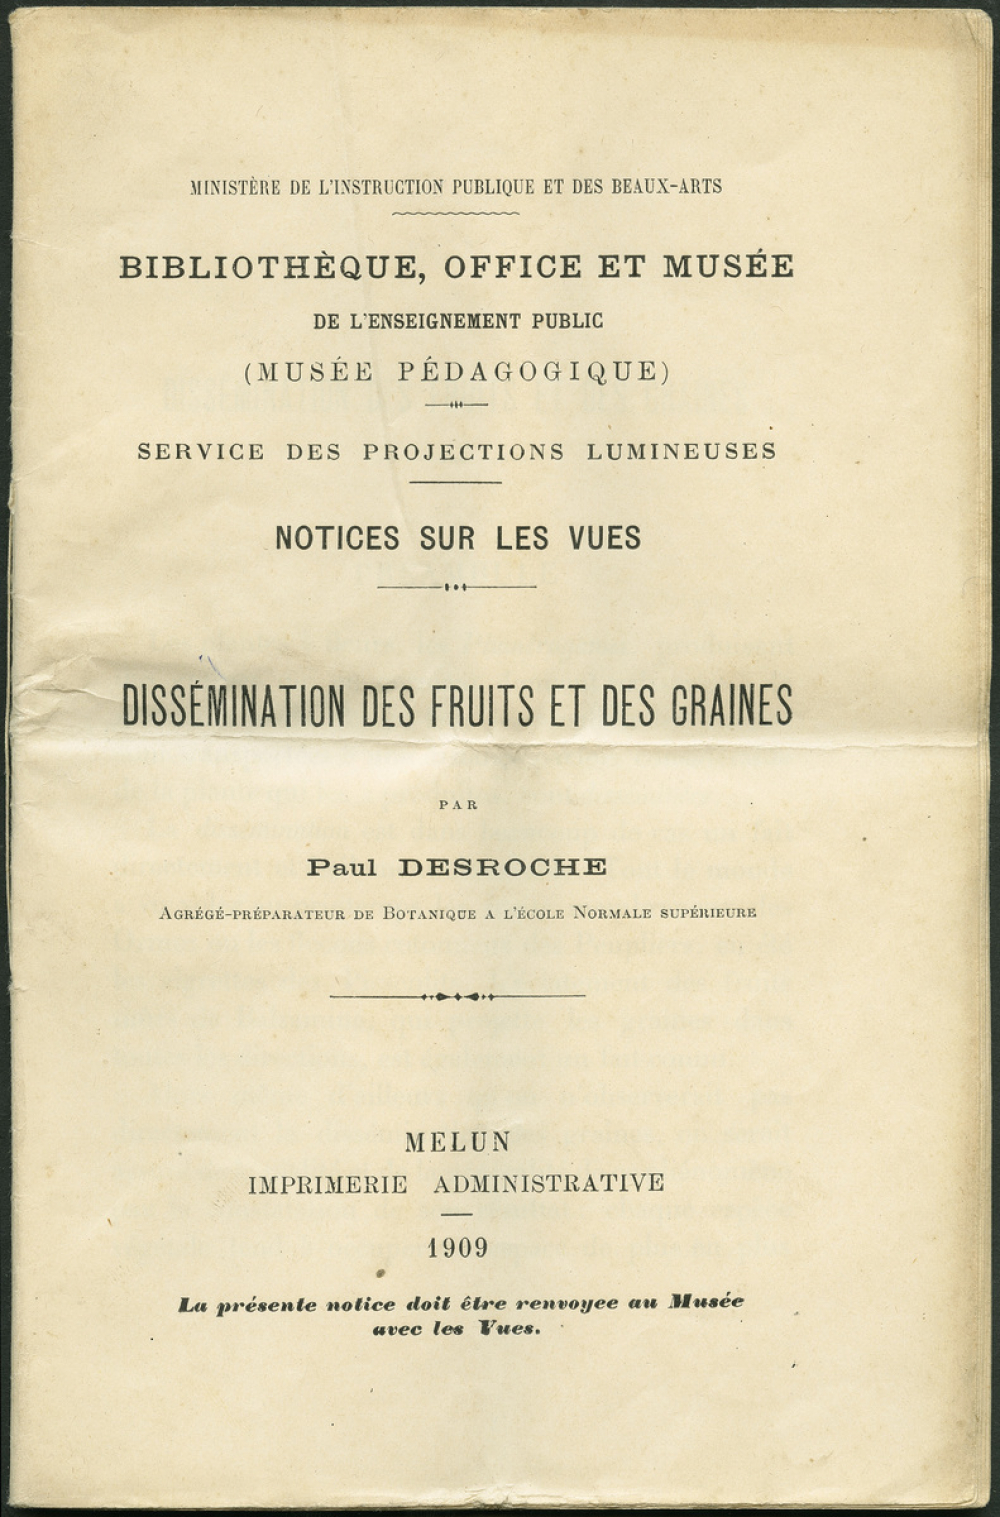 MINISTÈRE DE L'INSTRUCTION PUBLIQUE ET DES BEAUX-ARTS
BIBLIOTHÈQUE, OFFICE ET MUSÉE
DE L'ENSEIGNEMENT PUBLIC
(MUSÉE PÉDAGOGIQUE)
SERVICE DES PROJECTIONS LUMINEUSES
NOTICES SUR LES VUES
DISSÉMINATION DES FRUITS ET DES GRAINES
PAR
Paul DESROCHE
AGRÉGÉ-PRÉPARATEUR DE BOTANIQUE A L'ÉCOLE NORMALE SUPÉRIEURE
MELUN
IMPRIMERIE ADMINISTRATIVE
1909
La présente notice doit être renvoyee au Musée
avec les Vues.